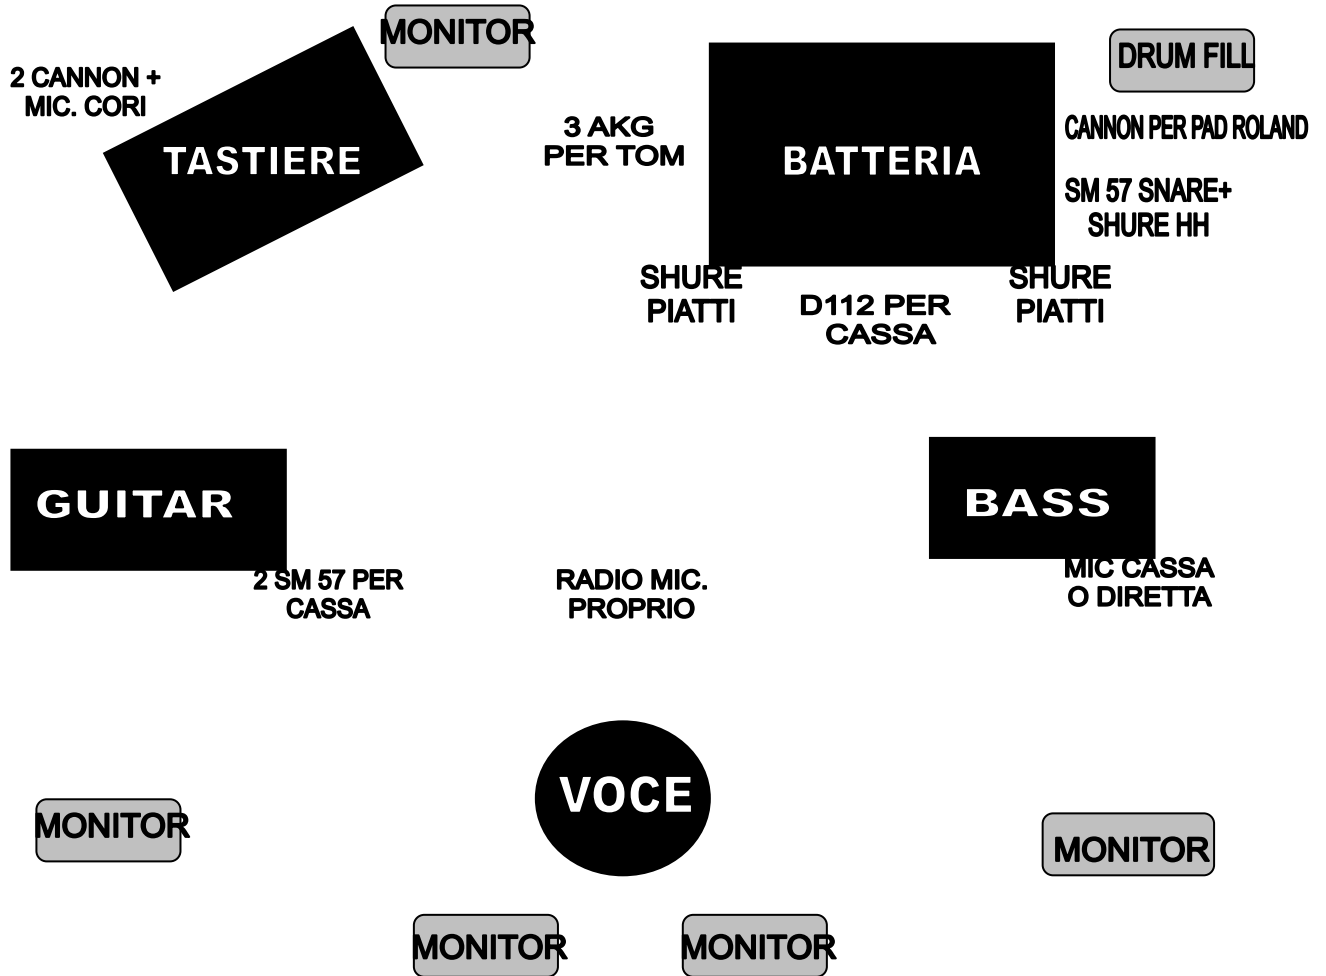 MONITOR
DRUM FILL
2 CANNON +
MIC. CORI
TASTIERE
3 AKG
PER TOM
BATTERIA
CANNON PER PAD ROLAND
SM 57 SNARE+
SHURE HH
SHURE
PIATTI
D112 PER
CASSA
SHURE
PIATTI
GUITAR
2 SM 57 PER
CASSA
RADIO MIC.
PROPRIO
BASS
MIC CASSA
O DIRETTA
VOCE
MONITOR
MONITOR
MONITOR
MONITOR